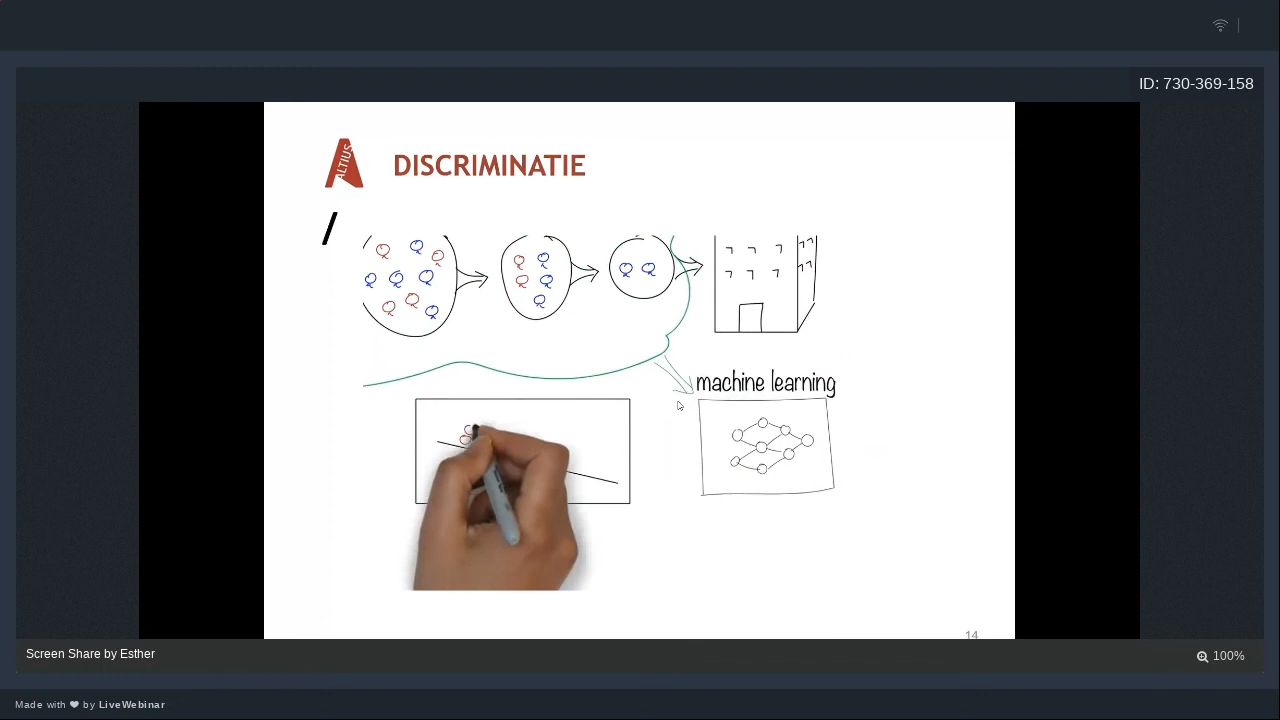 ID: 730-369-158
ALTIUS
DISCRIMINATIE
/
machine learning
14
Screen Share by Esther
100%
Made with ❤ by LiveWebinar